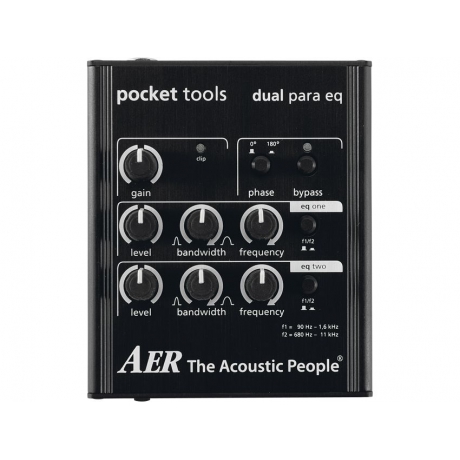 pocket tools dual para eq
clip 0° 180°
gain phase bypass
eq one
f1/f2
level bandwidth frequency
eq two
f1/f2
level bandwidth frequency
f1 = 90 Hz – 1,6 kHz
f2 = 680 Hz – 11 kHz
AER The Acoustic People®